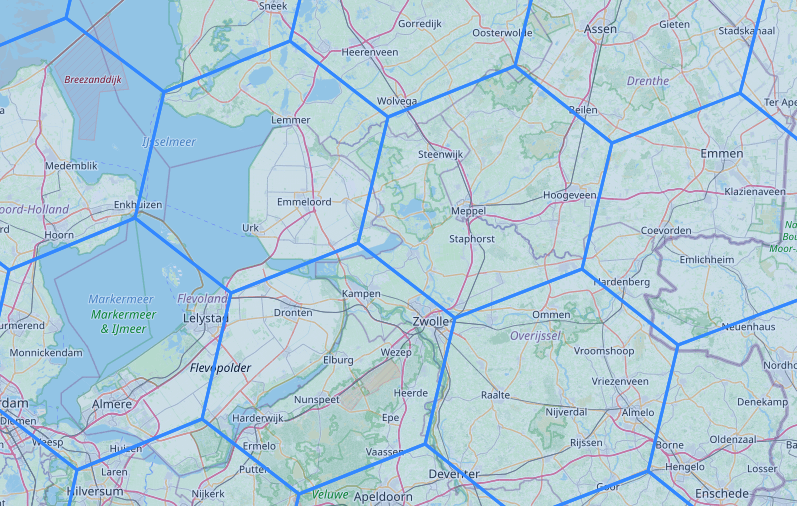 Sneek
Gorredijk
Oosterwolde
Assen
Gieten
Stadskanaal
Heerenveen
Breezanddijk
Drenthe
Wolvega
Beilen
Ter Ape
Lemmer
IJsselmeer
Steenwijk
Emmen
Medemblik
Klazienaveen
Hoogeveen
Emmeloord
Enkhuizen
oord-Holland
Meppel
Urk
Hoorn
Staphorst
Coevorden
Emlichheim
Markermeer
Markermeer
& IJmeer
Flevoland
Kampen
Hardenberg
Lelystad
Dronten
Zwolle
Ommen
Neuenhaus
urmerend
Overijssel
Monnickendam
Wezep
Vroomshoop
Elburg
Flevopolder
Nordho
Vriezenveen
Heerde
Raalte
Nunspeet
dam
Almere
Denekamp
Harderwijk
Epe
Nijverdal
Almelo
Diemen
Weesp
Huizen
Ermelo
Vaassen
Rijssen
Borne
Oldenzaal
Laren
Putten
Deventer
Hengelo
Losser
Hilversum
Nijkerk
Veluwe
Apeldoorn
Goor
Enschede